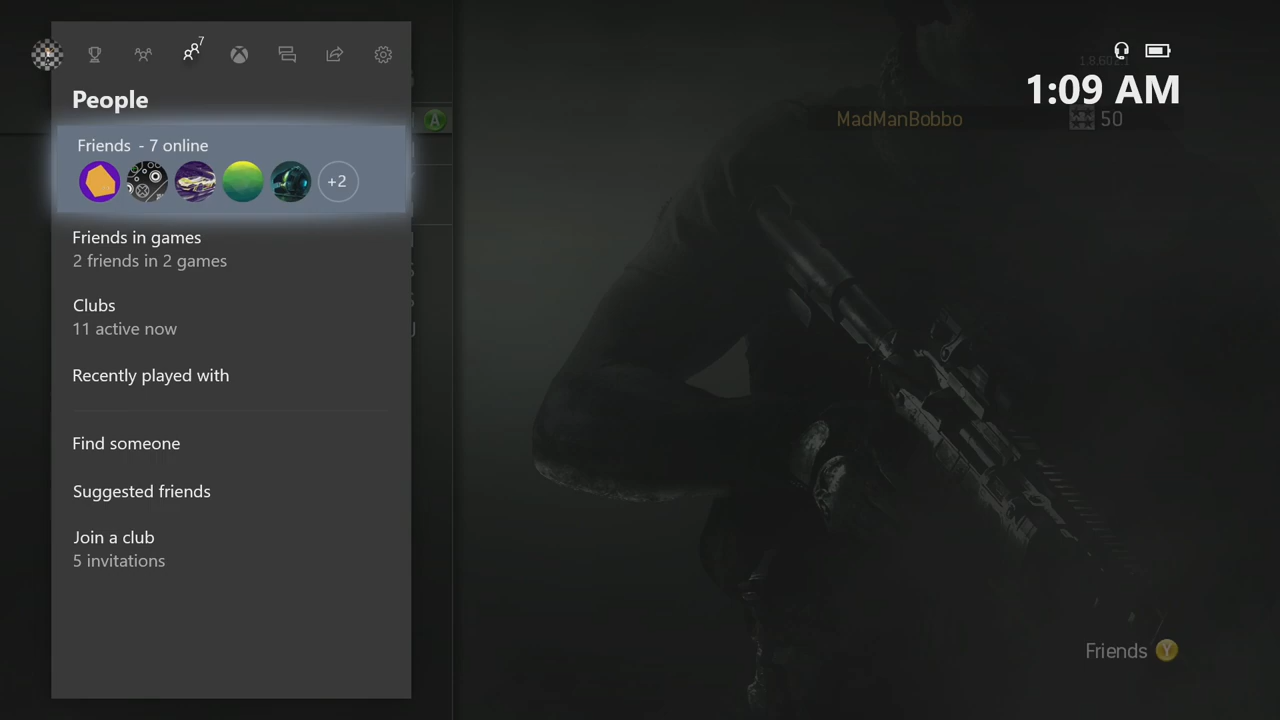 7
1:09 AM
People
A
MadManBobbo
50
Friends - 7 online
+2
Friends in games
2 friends in 2 games
Clubs
11 active now
Recently played with
Find someone
Suggested friends
Join a club
5 invitations
Friends Y